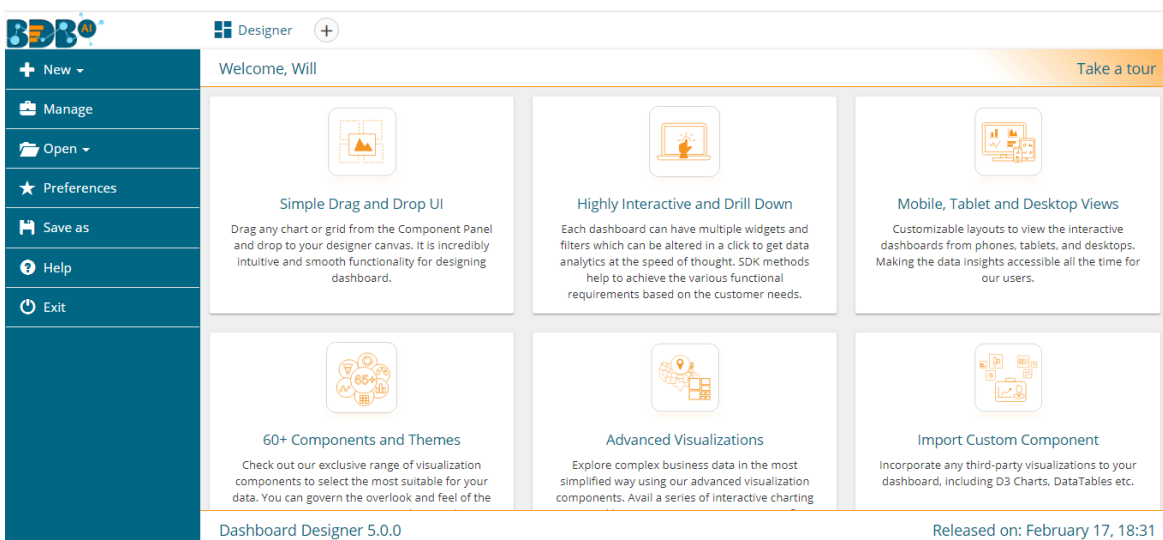 BDB AI
Designer
Welcome, Will
Take a tour
New
Manage
Open
Preferences
Save as
Help
Exit
Simple Drag and Drop UI
Drag any chart or grid from the Component Panel
and drop to your designer canvas. It is incredibly
intuitive and smooth functionality for designing
dashboard.
Highly Interactive and Drill Down
Each dashboard can have multiple widgets and
filters which can be altered in a click to get data
analytics at the speed of thought. SDK methods
help to achieve the various functional
requirements based on the customer needs.
Mobile, Tablet and Desktop Views
Customizable layouts to view the interactive
dashboards from phones, tablets, and desktops.
Making the data insights accessible all the time for
our users.
65+
60+ Components and Themes
Check out our exclusive range of visualization
components to select the most suitable for your
data. You can govern the overlook and feel of the
Advanced Visualizations
Explore complex business data in the most
simplified way using our advanced visualization
components. Avail a series of interactive charting
Import Custom Component
Incorporate any third-party visualizations to your
dashboard, including D3 Charts, DataTables etc.
Dashboard Designer 5.0.0
Released on: February 17, 18:31